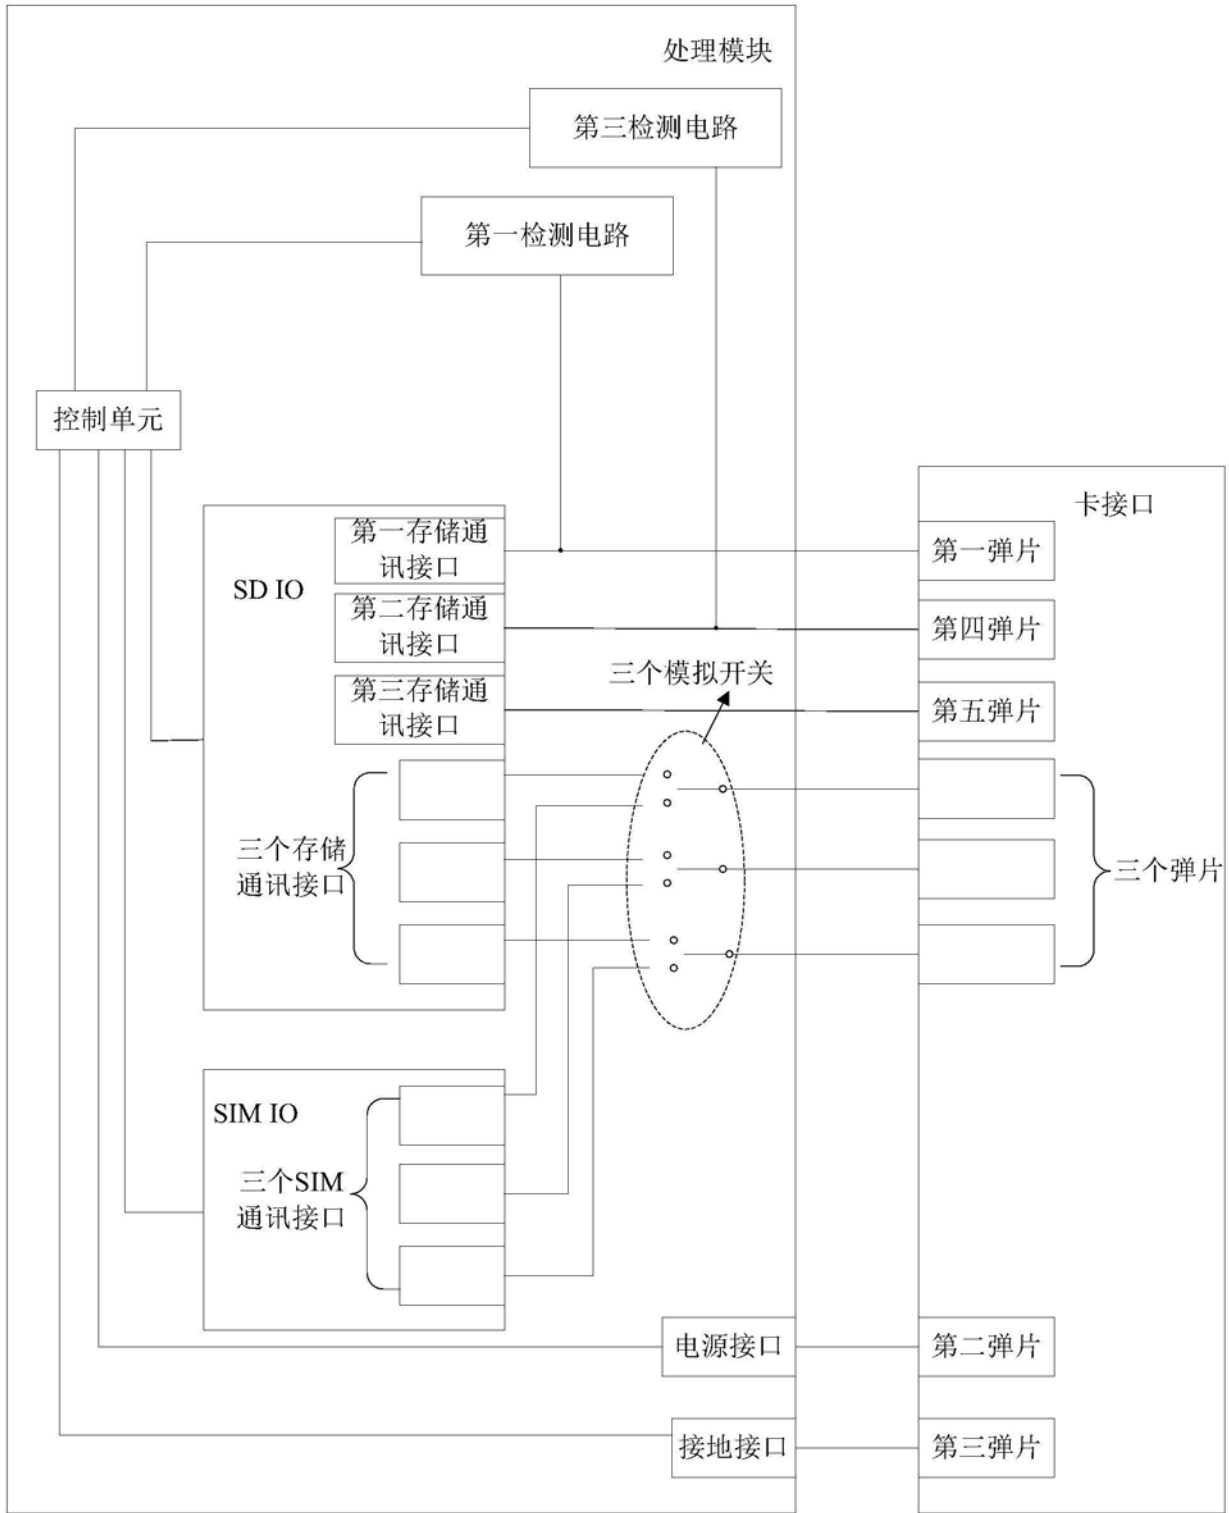 处理模块
第三检测电路
第一检测电路
控制单元
卡接口
第一存储通
讯接口
第一弹片
SD IO
第二存储通
讯接口
第四弹片
三个模拟开关
第三存储通
讯接口
第五弹片
三个存储
通讯接口
三个弹片
SIM IO
三个SIM
通讯接口
电源接口
第二弹片
接地接口
第三弹片